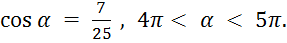 cos α = 7/25 , 4π < α < 5π.